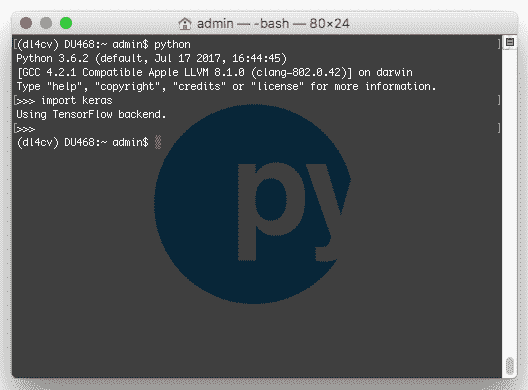 admin — -bash — 80×24
[(dl4cv) DU468:~ admin$ python ]
Python 3.6.2 (default, Jul 17 2017, 16:44:45)
[GCC 4.2.1 Compatible Apple LLVM 8.1.0 (clang-802.0.42)] on darwin
Type "help", "copyright", "credits" or "license" for more information.
[>>> import keras ]
Using TensorFlow backend.
[>>> ]
(dl4cv) DU468:~ admin$
py